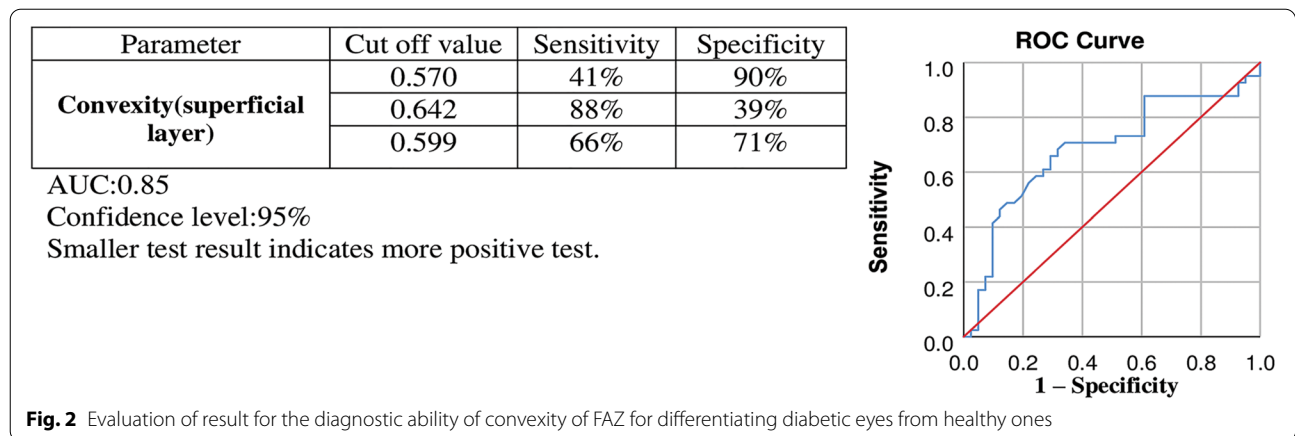 Parameter Cut off value Sensitivity Specificity
Convexity(superficial
layer)
0.570 41% 90%
0.642 88% 39%
0.599 66% 71%
AUC:0.85
Confidence level:95%
Smaller test result indicates more positive test.
ROC Curve
Sensitivity
1.0
0.8
0.6
0.4
0.2
0.0
0.0 0.2 0.4 0.6 0.8 1.0
1 – Specificity
Fig. 2 Evaluation of result for the diagnostic ability of convexity of FAZ for differentiating diabetic eyes from healthy ones